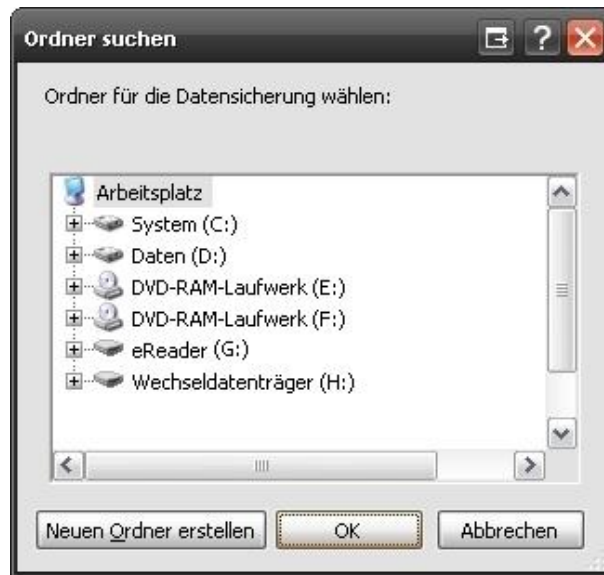 Ordner suchen
Ordner für die Datensicherung wählen:
Arbeitsplatz
System (C:)
Daten (D:)
DVD-RAM-Laufwerk (E:)
DVD-RAM-Laufwerk (F:)
eReader (G:)
Wechseldatenträger (H:)
Neuen Ordner erstellen OK Abbrechen